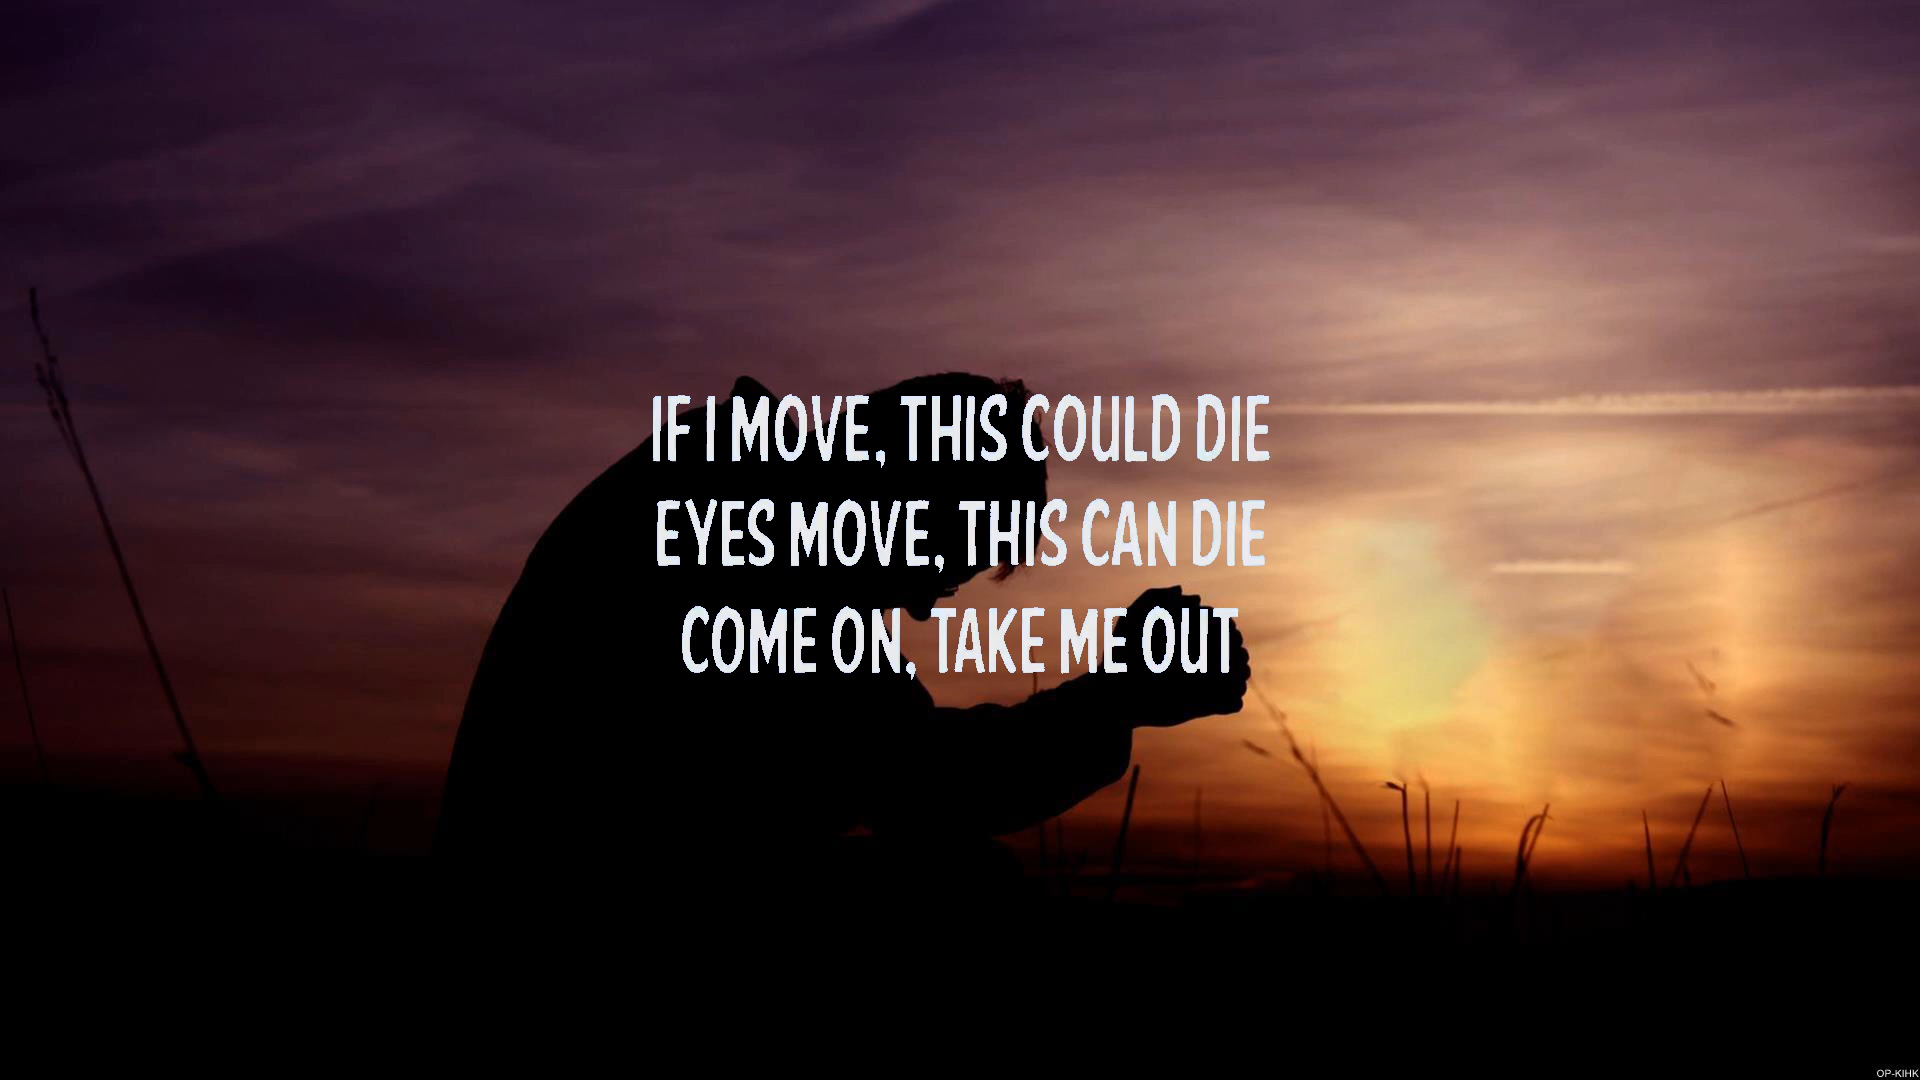 IF I MOVE, THIS COULD DIE
EYES MOVE, THIS CAN DIE
COME ON, TAKE ME OUT
OP-KIHK